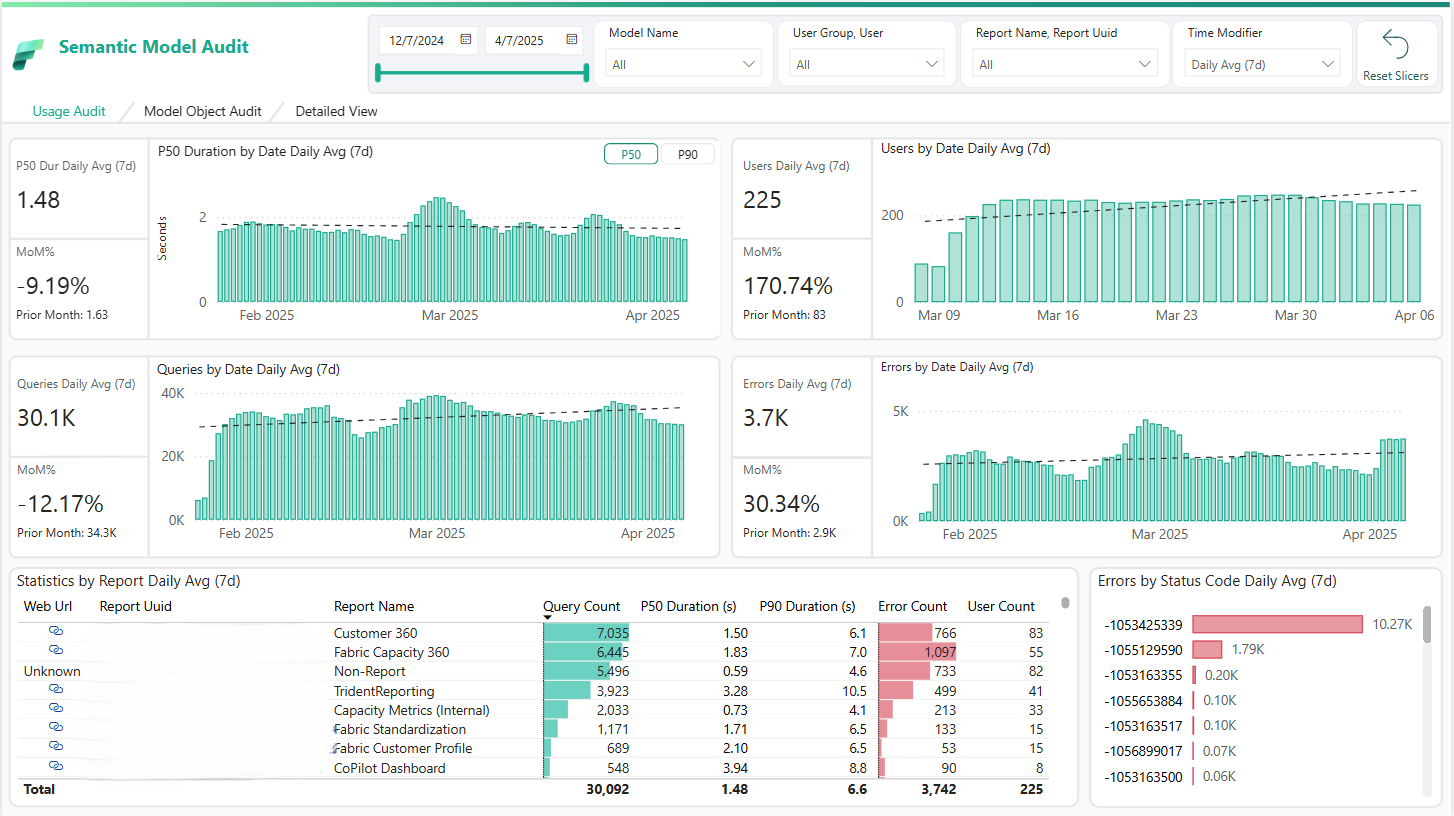 Semantic Model Audit
12/7/2024 4/7/2025
Model Name
All
User Group, User
All
Report Name, Report Uuid
All
Time Modifier
Daily Avg (7d)
Reset Slicers
Usage Audit Model Object Audit Detailed View
P50 Dur Daily Avg (7d)
1.48
MoM%
-9.19%
Prior Month: 1.63
P50 Duration by Date Daily Avg (7d)
P50 P90
Seconds
2
0
Feb 2025 Mar 2025 Apr 2025
Users Daily Avg (7d)
225
MoM%
170.74%
Prior Month: 83
Users by Date Daily Avg (7d)
200
0
Mar 09 Mar 16 Mar 23 Mar 30 Apr 06
Queries Daily Avg (7d)
30.1K
MoM%
-12.17%
Prior Month: 34.3K
Queries by Date Daily Avg (7d)
40K
20K
0K
Feb 2025 Mar 2025 Apr 2025
Errors Daily Avg (7d)
3.7K
MoM%
30.34%
Prior Month: 2.9K
Errors by Date Daily Avg (7d)
5K
0K
Feb 2025 Mar 2025 Apr 2025
Statistics by Report Daily Avg (7d)
Web Url Report Uuid Report Name Query Count P50 Duration (s) P90 Duration (s) Error Count User Count
Customer 360 7,035 1.50 6.1 766 83
Fabric Capacity 360 6,445 1.83 7.0 1,097 55
Unknown Non-Report 5,496 0.59 4.6 733 82
TridentReporting 3,923 3.28 10.5 499 41
Capacity Metrics (Internal) 2,033 0.73 4.1 213 33
Fabric Standardization 1,171 1.71 6.5 133 15
Fabric Customer Profile 689 2.10 6.5 53 15
CoPilot Dashboard 548 3.94 8.8 90 8
Total 30,092 1.48 6.6 3,742 225
Errors by Status Code Daily Avg (7d)
-1053425339 10.27K
-1055129590 1.79K
-1053163355 0.20K
-1055653884 0.10K
-1053163517 0.10K
-1056899017 0.07K
-1053163500 0.06K